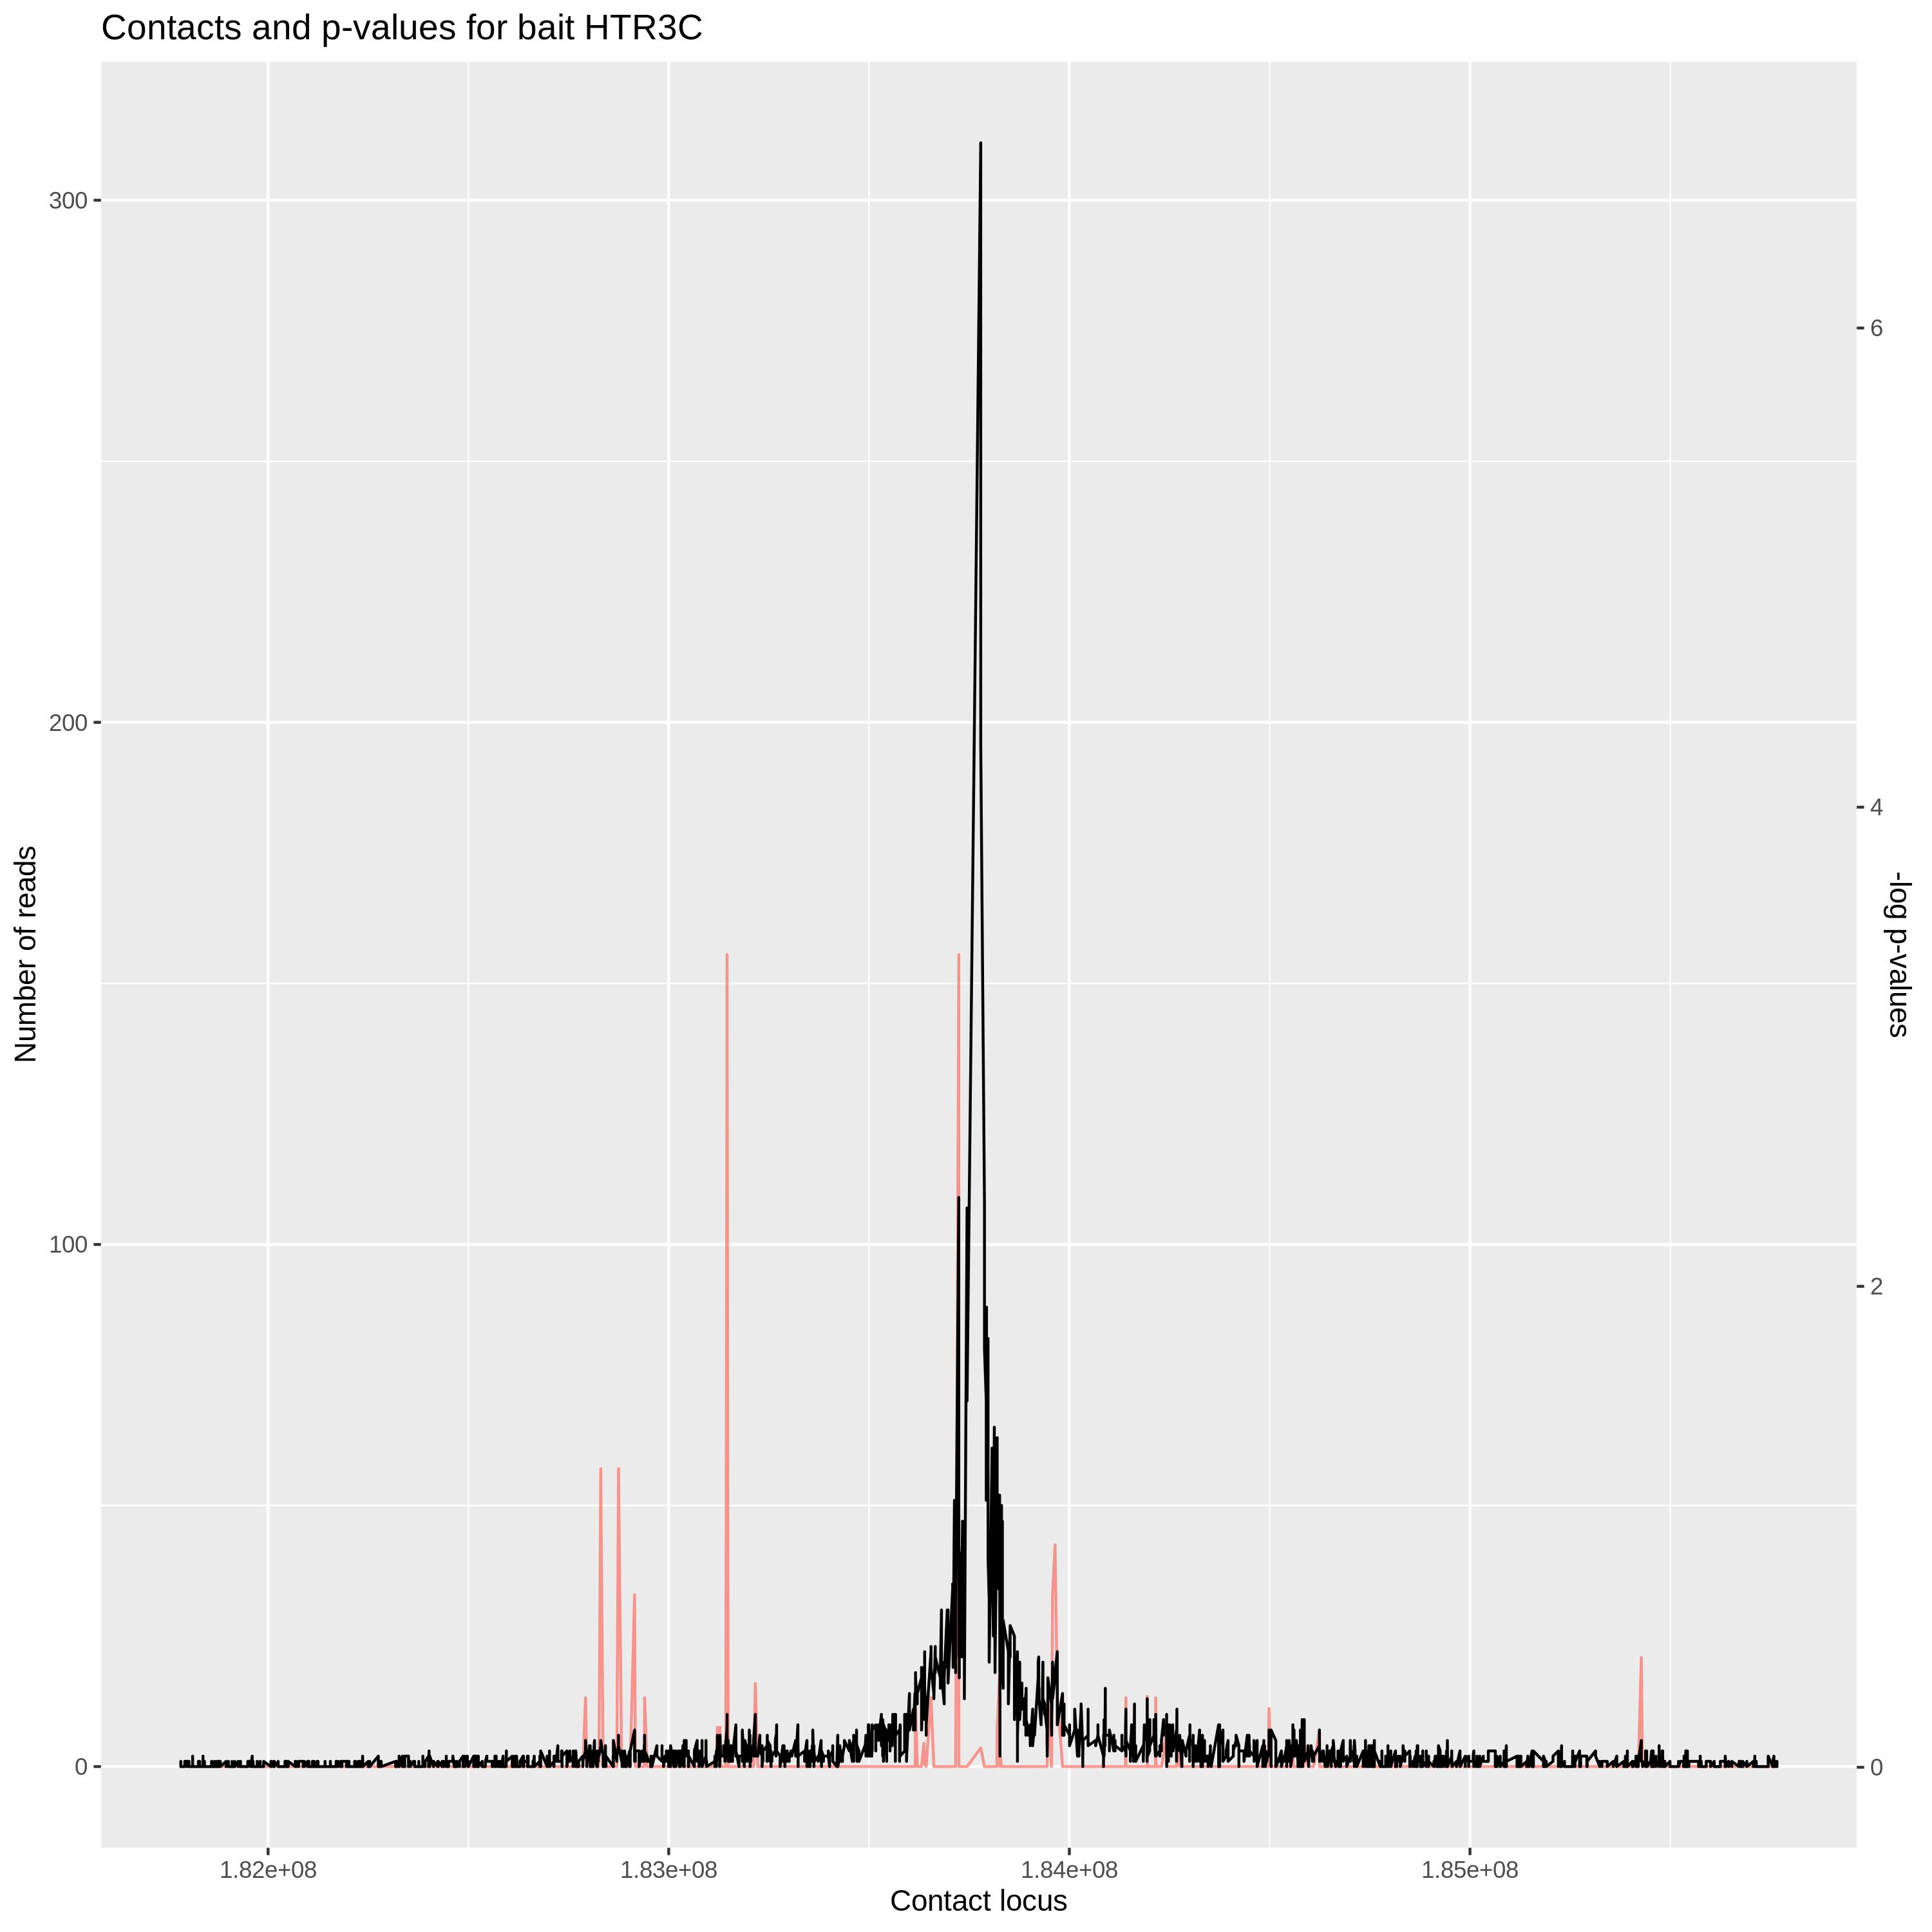 Contacts and p-values for bait HTR3C
300
200
100
0
Number of reads
6
4
2
0
-log p-values
1.82e+08 1.83e+08 1.84e+08 1.85e+08
Contact locus